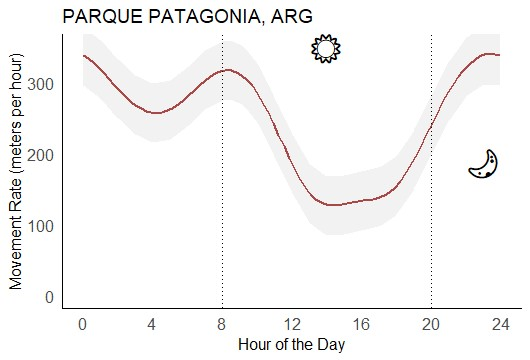 PARQUE PATAGONIA, ARG
Movement Rate (meters per hour)
300
200
100
0
0 4 8 12 16 20 24
Hour of the Day